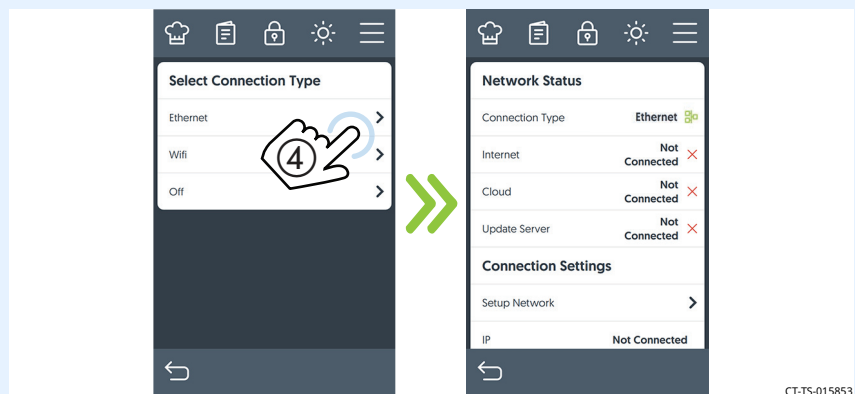 Select Connection Type
Ethernet
Wifi
Off
4
Network Status
Connection Type Ethernet
Internet Not Connected
Cloud Not Connected
Update Server Not Connected
Connection Settings
Setup Network
IP Not Connected
CT-TS-015853